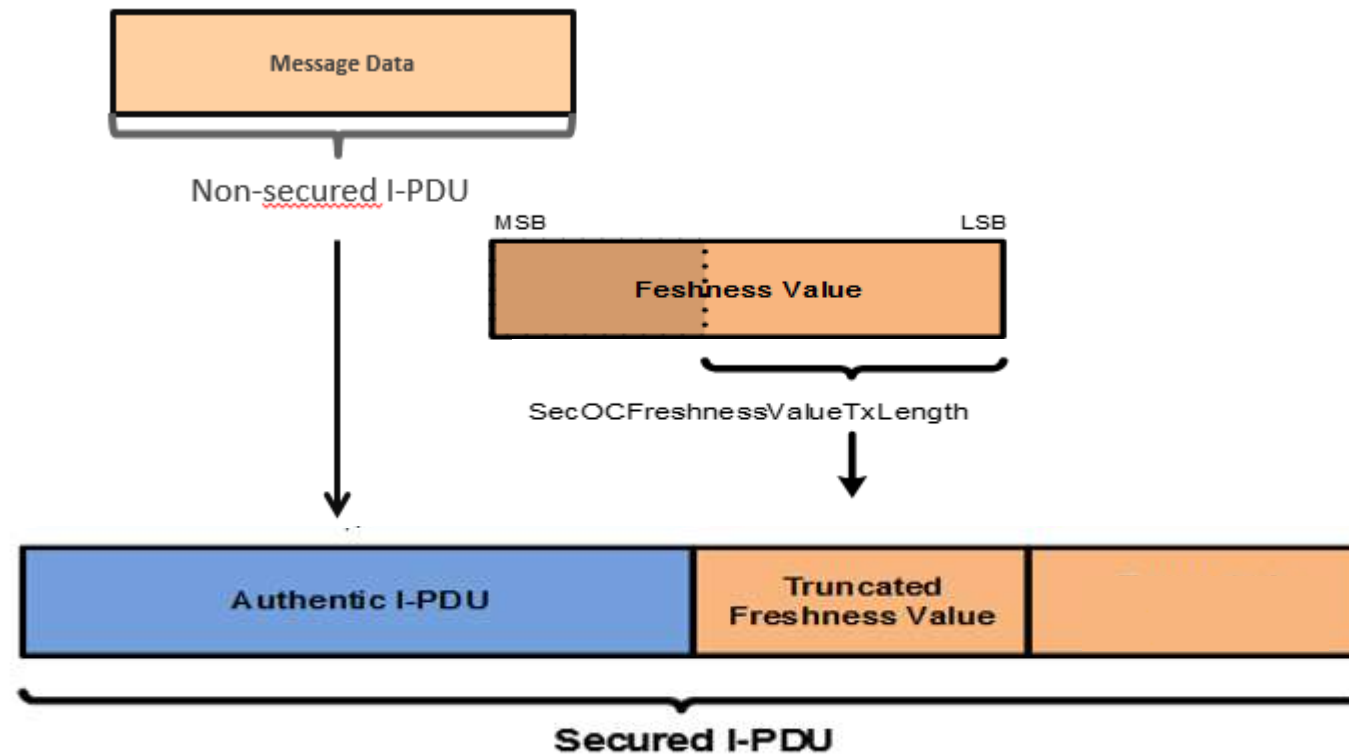 Message Data
Non-secured I-PDU
MSB
LSB
Feshness Value
SecOCFreshnessValueTxLength
Authentic I-PDU
Truncated
Freshness Value
Secured I-PDU